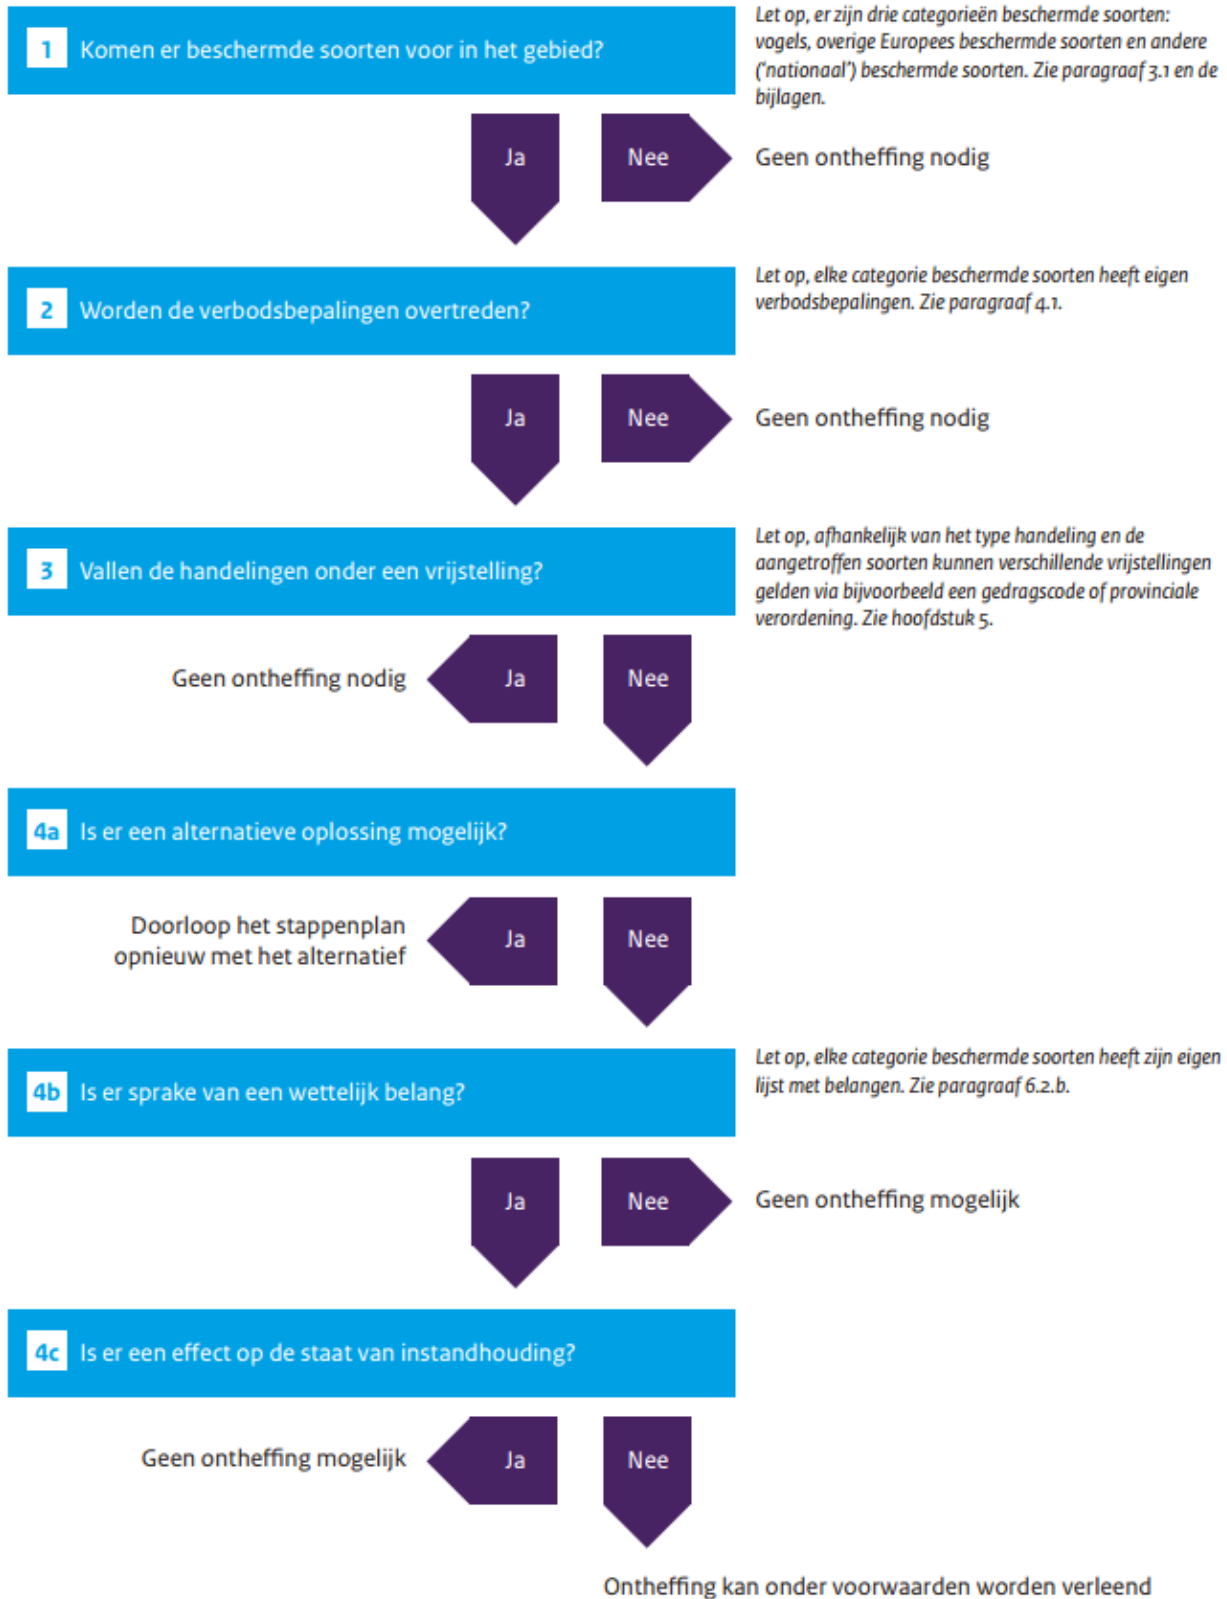 1 Komen er beschermde soorten voor in het gebied?
Let op, er zijn drie categorieën beschermde soorten:
vogels, overige Europees beschermde soorten en andere
(‘nationaal’) beschermde soorten. Zie paragraaf 3.1 en de
bijlagen.
Ja
Nee
Geen ontheffing nodig
2 Worden de verbodsbepalingen overtreden?
Let op, elke categorie beschermde soorten heeft eigen
verbodsbepalingen. Zie paragraaf 4.1.
Ja
Nee
Geen ontheffing nodig
3 Vallen de handelingen onder een vrijstelling?
Let op, afhankelijk van het type handeling en de
aangetroffen soorten kunnen verschillende vrijstellingen
gelden via bijvoorbeeld een gedragscode of provinciale
verordening. Zie hoofdstuk 5.
Geen ontheffing nodig
Ja
Nee
4a Is er een alternatieve oplossing mogelijk?
Doorloop het stappenplan
opnieuw met het alternatief
Ja
Nee
4b Is er sprake van een wettelijk belang?
Let op, elke categorie beschermde soorten heeft zijn eigen
lijst met belangen. Zie paragraaf 6.2.b.
Ja
Nee
Geen ontheffing mogelijk
4c Is er een effect op de staat van instandhouding?
Geen ontheffing mogelijk
Ja
Nee
Ontheffing kan onder voorwaarden worden verleend